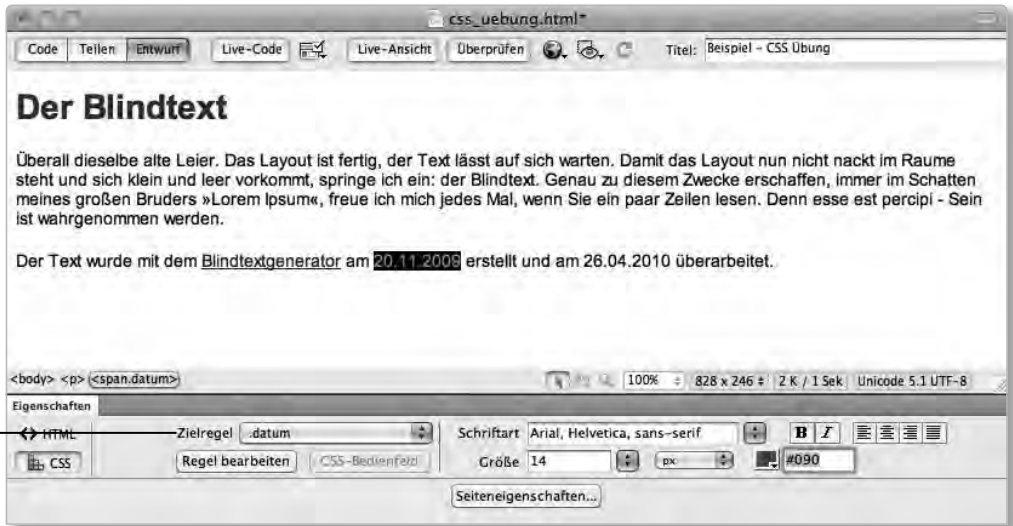 css_uebung.html*
Code Teilen Entwurf Live-Code Live-Ansicht Überprüfen Titel: Beispiel - CSS Übung
Der Blindtext
Überall dieselbe alte Leier. Das Layout ist fertig, der Text lässt auf sich warten. Damit das Layout nun nicht nackt im Raume
steht und sich klein und leer vorkommt, springe ich ein: der Blindtext. Genau zu diesem Zwecke erschaffen, immer im Schatten
meines großen Bruders »Lorem Ipsum«, freue ich mich jedes Mal, wenn Sie ein paar Zeilen lesen. Denn esse est percipi - Sein
ist wahrgenommen werden.
Der Text wurde mit dem Blindtextgenerator am 20.11.2009 erstellt und am 26.04.2010 überarbeitet.
<body> <p> <span.datum> 100% 828 x 246 2 K / 1 Sek Unicode 5.1 UTF-8
Eigenschaften
<> HTML Zielregel .datum Schriftart Arial, Helvetica, sans-serif B I
CSS Regel bearbeiten CSS-Bedienfeld Größe 14 px #090
Seiteneigenschaften...